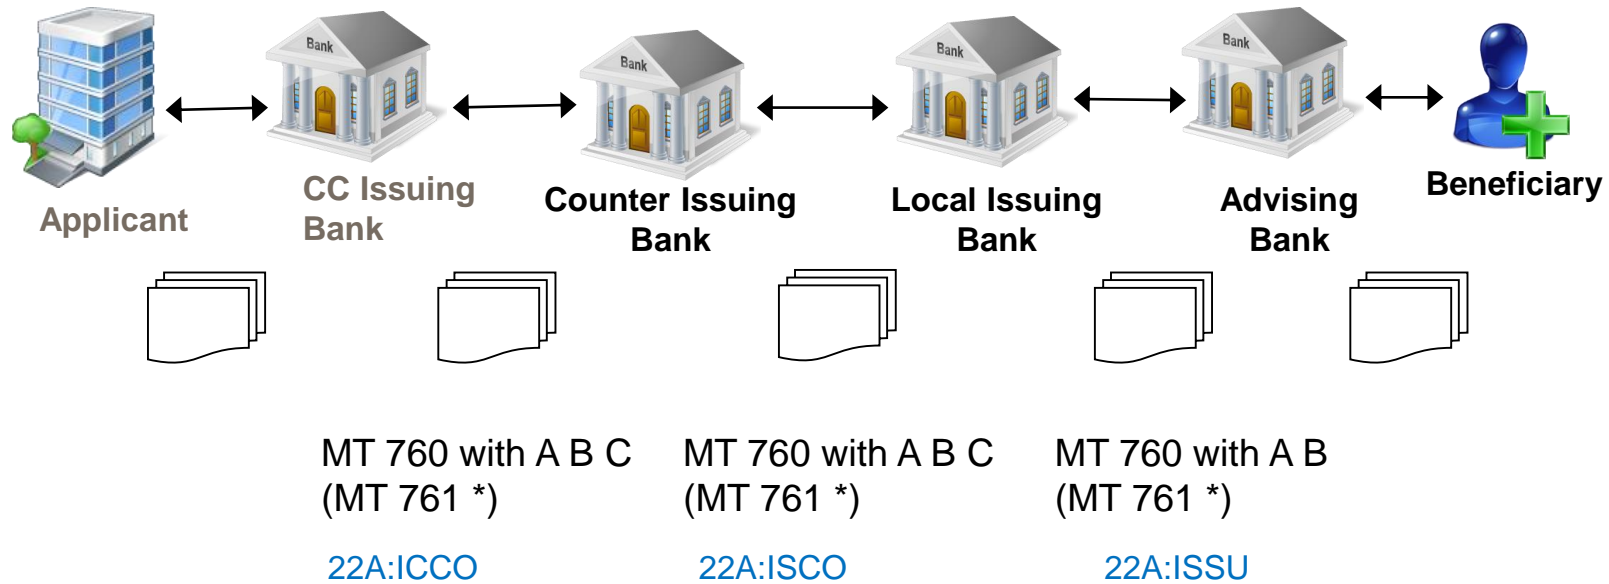 Bank
Bank
Bank
Bank
Applicant
CC Issuing
Bank
Counter Issuing
Bank
Local Issuing
Bank
Advising
Bank
Beneficiary
MT 760 with A B C
(MT 761 *)
MT 760 with A B C
(MT 761 *)
MT 760 with A B
(MT 761 *)
22A:ICCO
22A:ISCO
22A:ISSU